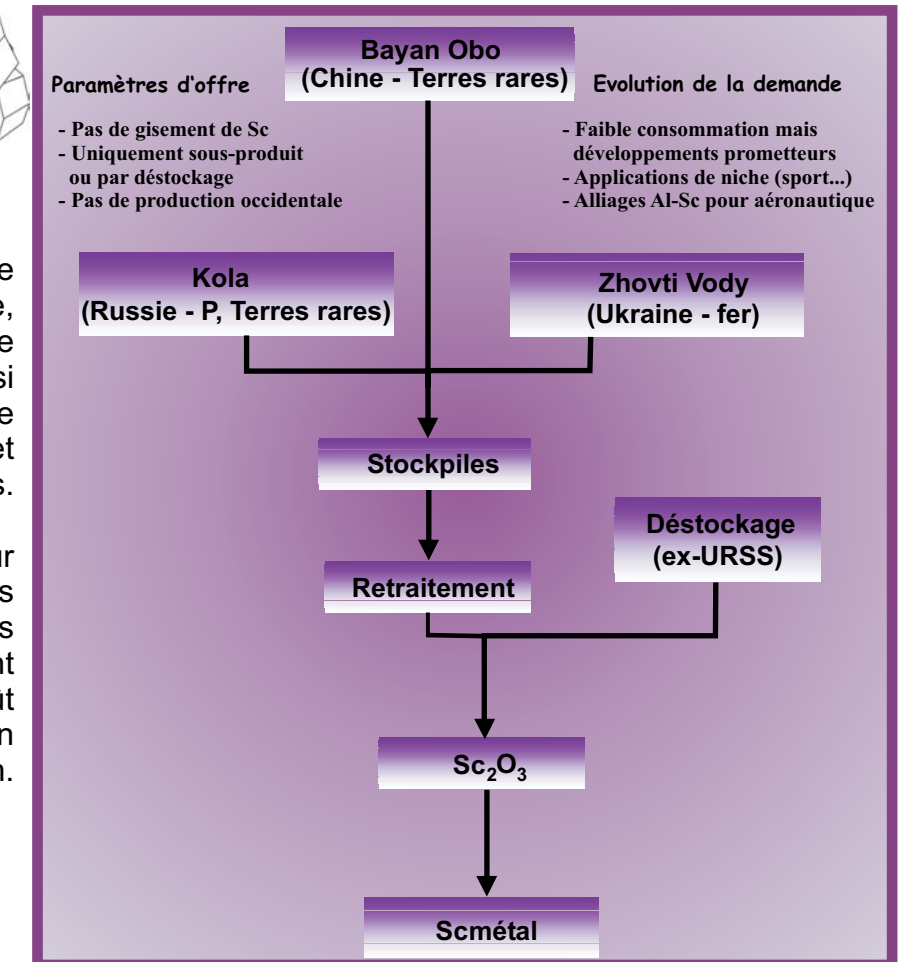 Bayan Obo
(Chine - Terres rares)
Paramètres d'offre
- Pas de gisement de Sc
- Uniquement sous-produit
ou par déstockage
- Pas de production occidentale
Evolution de la demande
- Faible consommation mais
développements prometteurs
- Applications de niche (sport...)
- Alliages Al-Sc pour aéronautique
Kola
(Russie - P, Terres rares)
Zhovti Vody
(Ukraine - fer)
Stockpiles
Déstockage
(ex-URSS)
Retraitement
Sc₂O₃
Scmétal